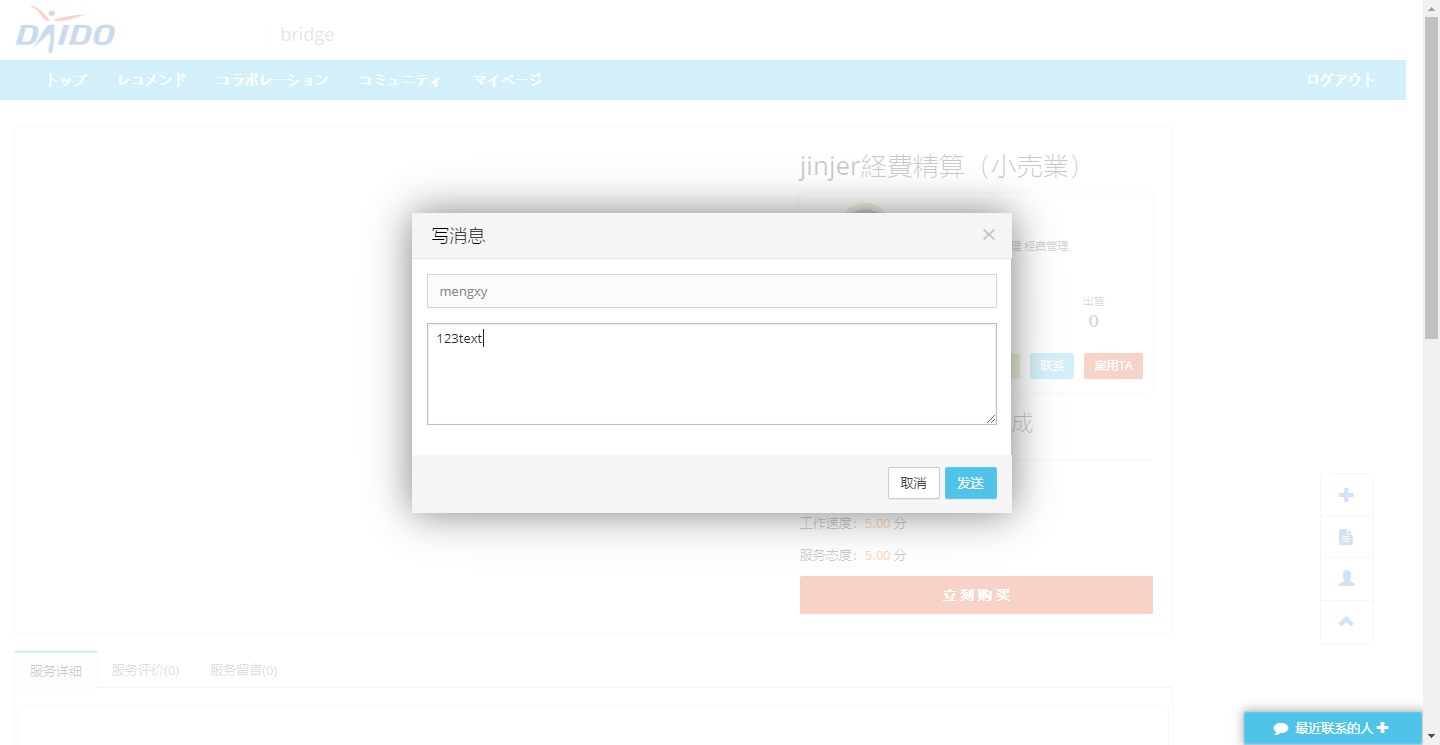 DAIDO
bridge
トップ レコメンド コラボレーション コミュニティ マイページ ログアウト
jinjer経費精算（小売業）
经费管理
出售
0
联系 雇用TA
成
写消息 ×
mengxy
123text
取消 发送
工作速度：5.00 分
服务态度：5.00 分
立刻购买
服务详细 服务评价(0) 服务留言(0)
最近联系的人